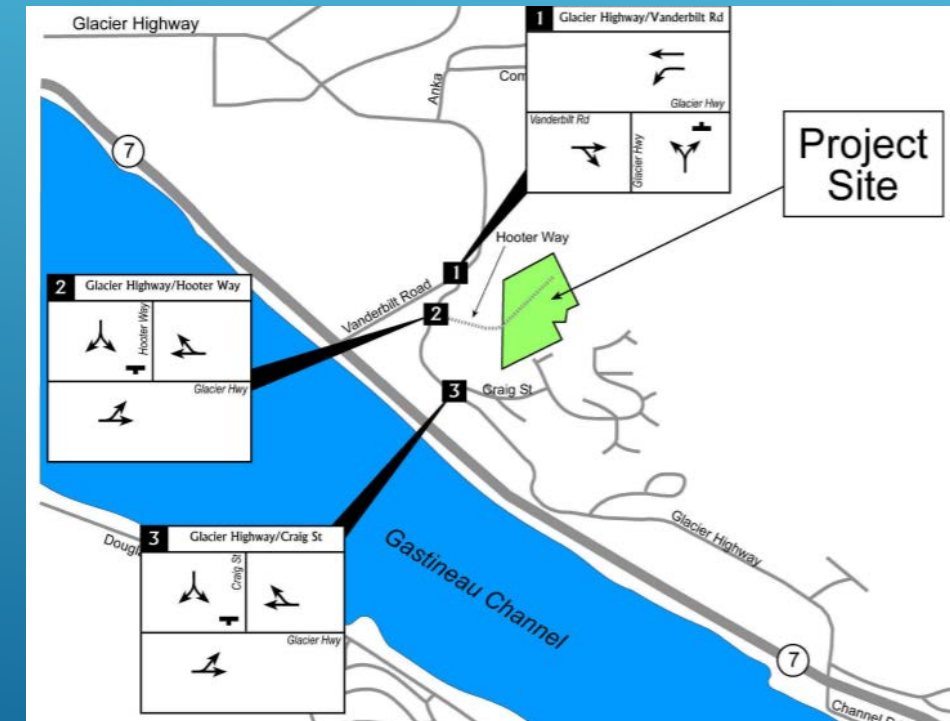 Glacier Highway
1 Glacier Highway/Vanderbilt Rd
Glacier Hwy
Vanderbilt Rd
Glacier Hwy
Anka
Com
Project
Site
7
Hooter Way
1
Vanderbilt Road
2
2 Glacier Highway/Hooter Way
Hooter Way
Glacier Hwy
3
Craig St
3 Glacier Highway/Craig St
Craig St
Glacier Hwy
Dougl
Gastineau Channel
Glacier Highway
7
Channel